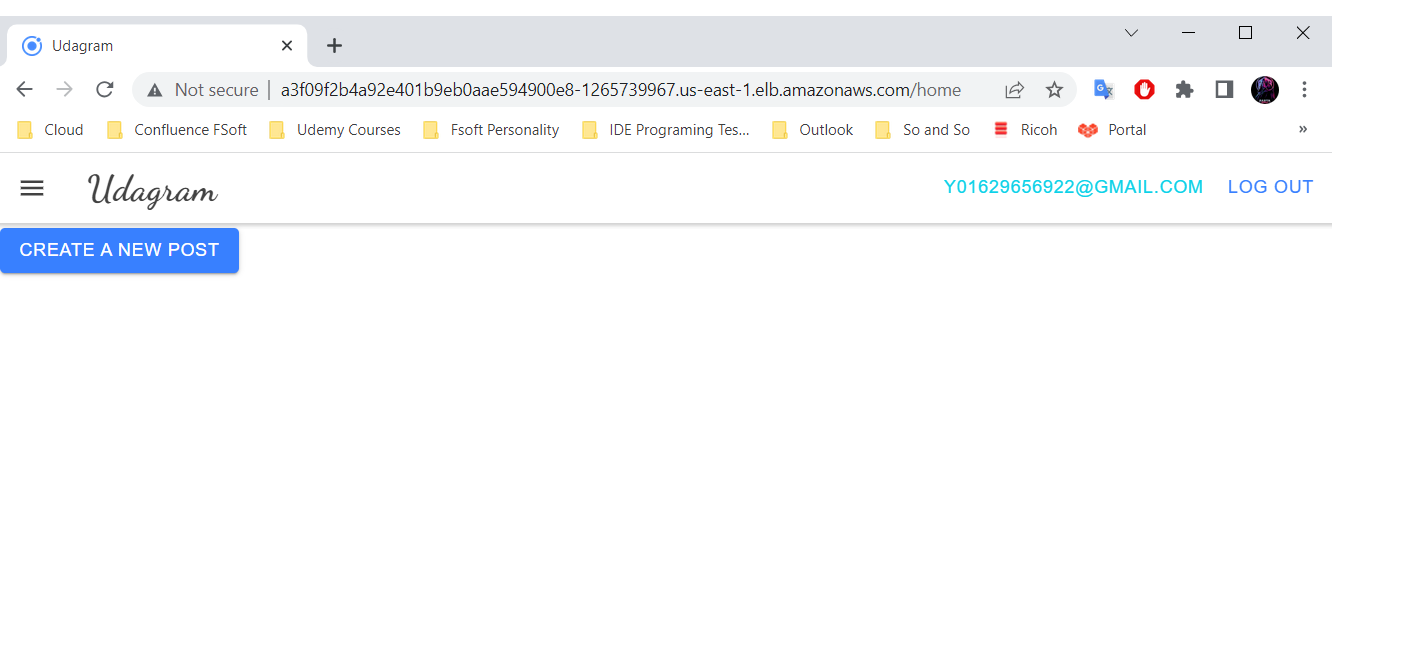 Udagram
Not secure | a3f09f2b4a92e401b9eb0aae594900e8-1265739967.us-east-1.elb.amazonaws.com/home
Cloud Confluence FSoft Udemy Courses Fsoft Personality IDE Programing Tes... Outlook So and So Ricoh Portal »
Udagram Y01629656922@GMAIL.COM LOG OUT
CREATE A NEW POST